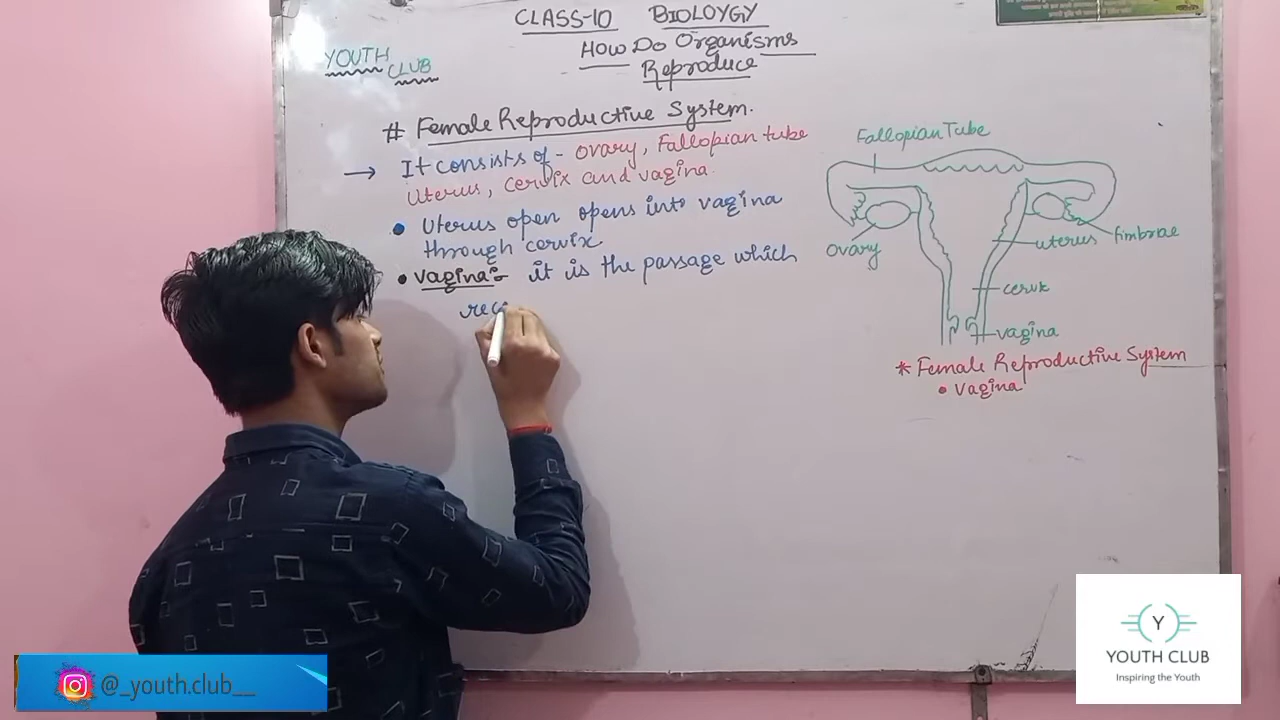 CLASS-10 BIOLOYGY
How Do Organisms
Reproduce
YOUTH
CLUB
# Female Reproductive System.
→ It consists of - Ovary, Fallopian tube
Uterus, Cervix and vagina.
• Uterus open opens into vagina
through cervix
• Vagina:- it is the passage which
rec
Fallopian Tube
ovary
uterus
fimbriae
cervix
vagina
* Female Reproductive System
• Vagina
@_youth.club__
Y
YOUTH CLUB
Inspiring the Youth